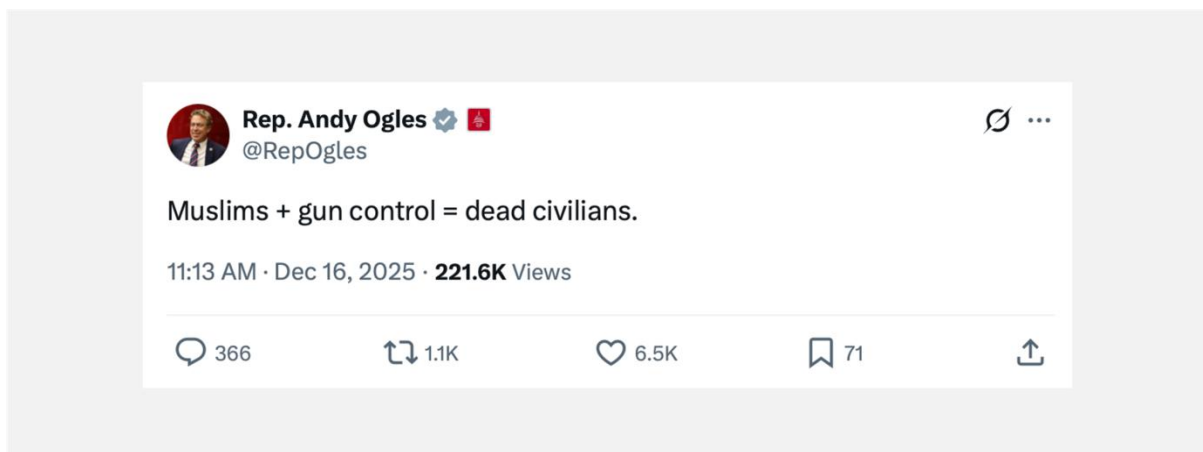 Rep. Andy Ogles
@RepOgles
Muslims + gun control = dead civilians.
11:13 AM · Dec 16, 2025 · 221.6K Views
366 1.1K 6.5K 71